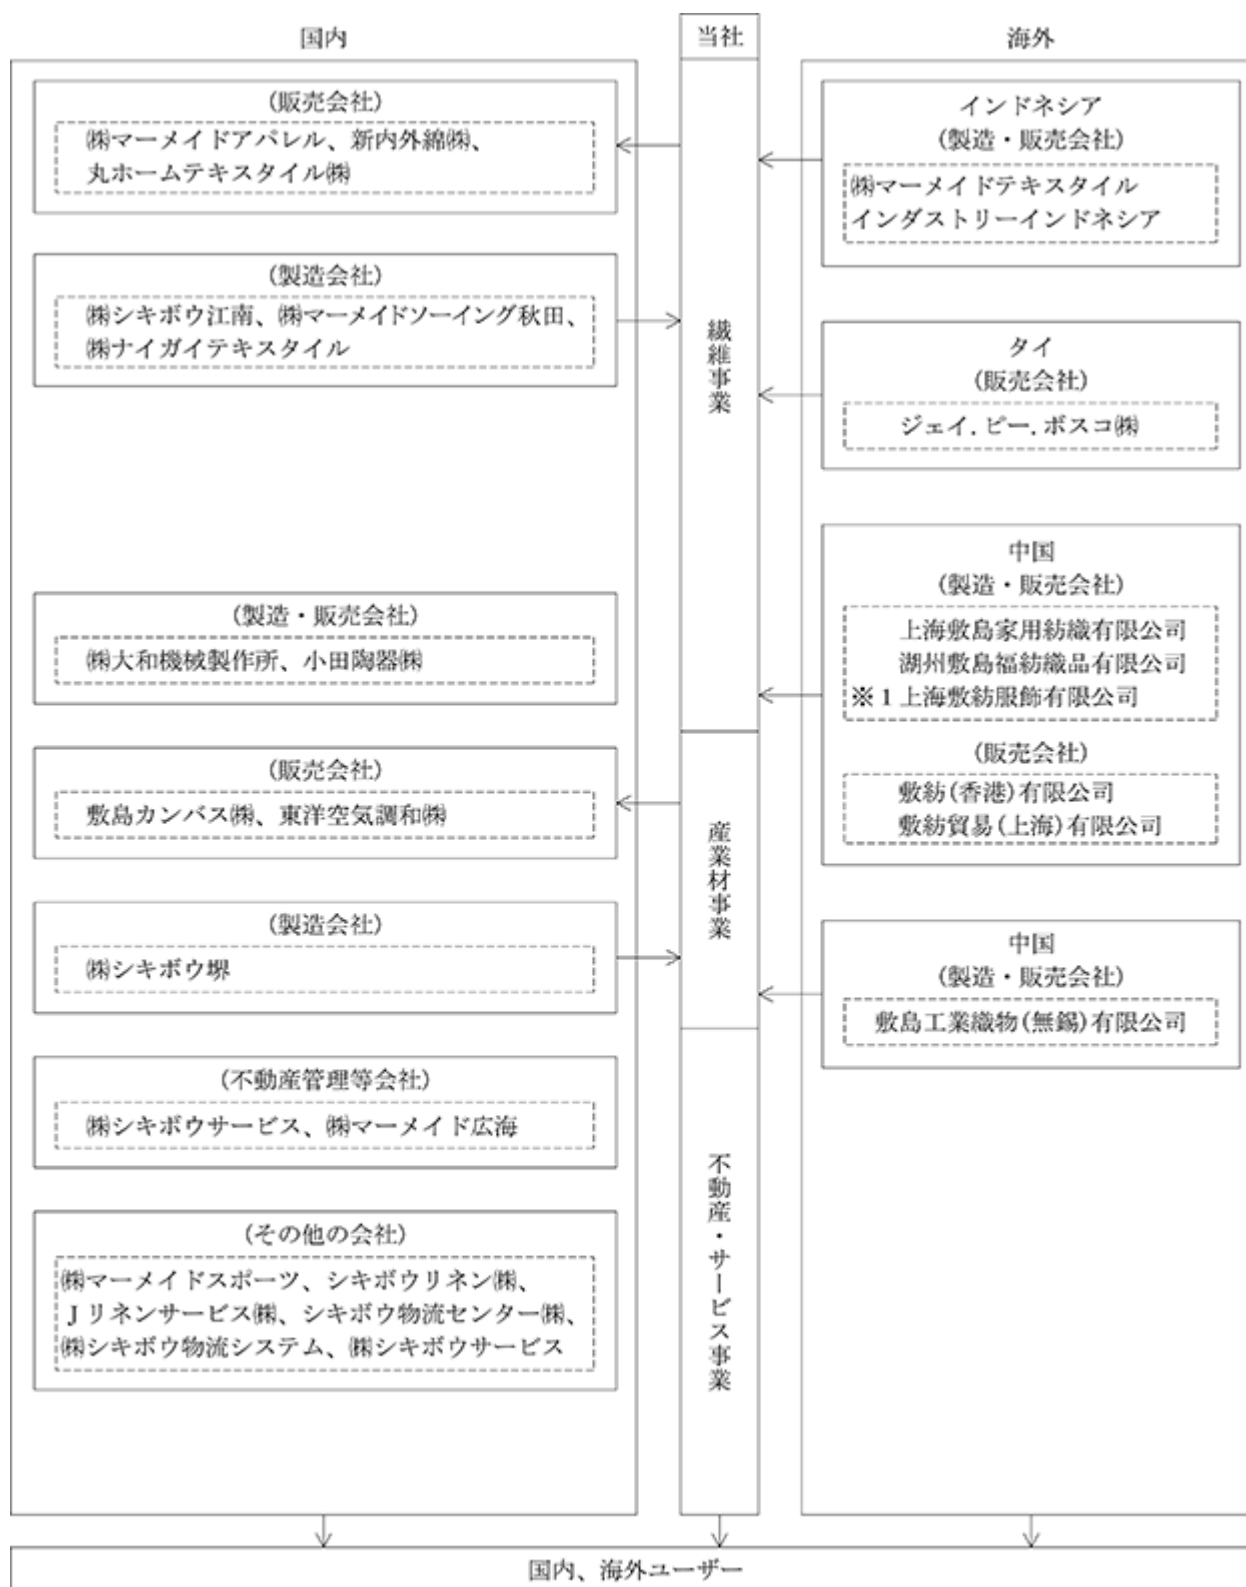 国内
当社
海外
(販売会社)
㈱マーメイドアパレル、新内外綿㈱、
丸ホームテキスタイル㈱
(製造会社)
㈱シキボウ江南、㈱マーメイドソーイング秋田、
㈱ナイガイテキスタイル
(製造・販売会社)
㈱大和機械製作所、小田陶器㈱
(販売会社)
敷島カンバス㈱、東洋空気調和㈱
(製造会社)
㈱シキボウ堺
(不動産管理等会社)
㈱シキボウサービス、㈱マーメイド広海
(その他の会社)
㈱マーメイドスポーツ、シキボウリネン㈱、
Jリネンサービス㈱、シキボウ物流センター㈱、
㈱シキボウ物流システム、㈱シキボウサービス
繊維事業
産業材事業
不動産・サービス事業
インドネシア
(製造・販売会社)
㈱マーメイドテキスタイル
インダストリーインドネシア
タイ
(販売会社)
ジェイ.ピー.ボスコ㈱
中国
(製造・販売会社)
上海敷島家用紡織有限公司
湖州敷島福紡織品有限公司
※1上海敷紡服飾有限公司
(販売会社)
敷紡(香港)有限公司
敷紡貿易(上海)有限公司
中国
(製造・販売会社)
敷島工業織物(無錫)有限公司
国内、海外ユーザー